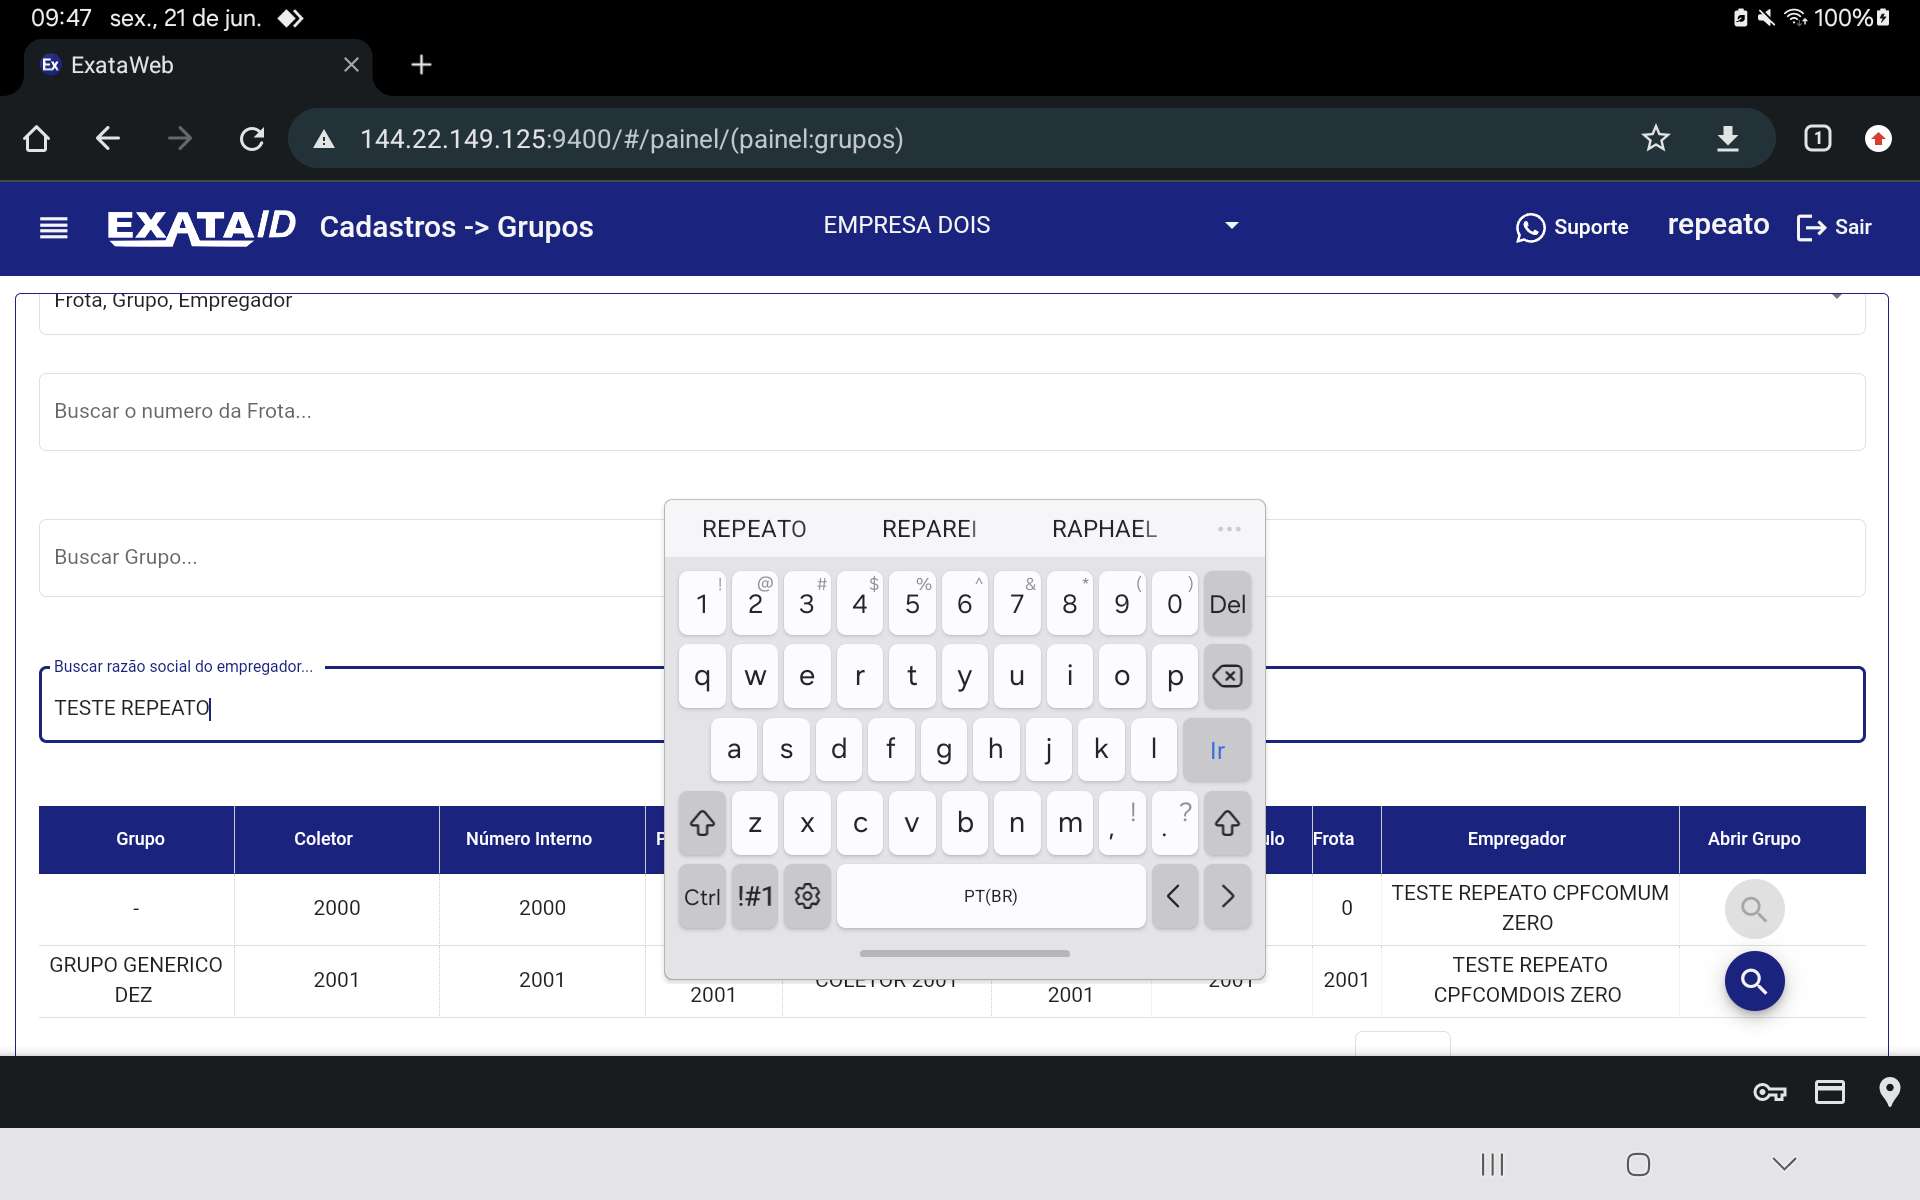 09:47 sex., 21 de jun. 100%
Ex ExataWeb
144.22.149.125:9400/#/painel/(painel:grupos) 1
EXATAID Cadastros -> Grupos EMPRESA DOIS Suporte repeato Sair
Frota, Grupo, Empregador
Buscar o numero da Frota...
Buscar Grupo...
Buscar razão social do empregador...
TESTE REPEATO
REPEATO REPAREI RAPHAEL ...
! @ # $ % ^ & * ( )
1 2 3 4 5 6 7 8 9 0 Del
q w e r t y u i o p
a s d f g h j k l Ir
z x c v b n m , ! . ?
Ctrl !#1 PT(BR) < >
Grupo Coletor Número Interno Frota Empregador Abrir Grupo
- 2000 2000 0 TESTE REPEATO CPFCOMUM
ZERO
GRUPO GENERICO
DEZ
2001 2001 2001 COLETOR 2001 2001 2001 2001 TESTE REPEATO
CPFCOMDOIS ZERO